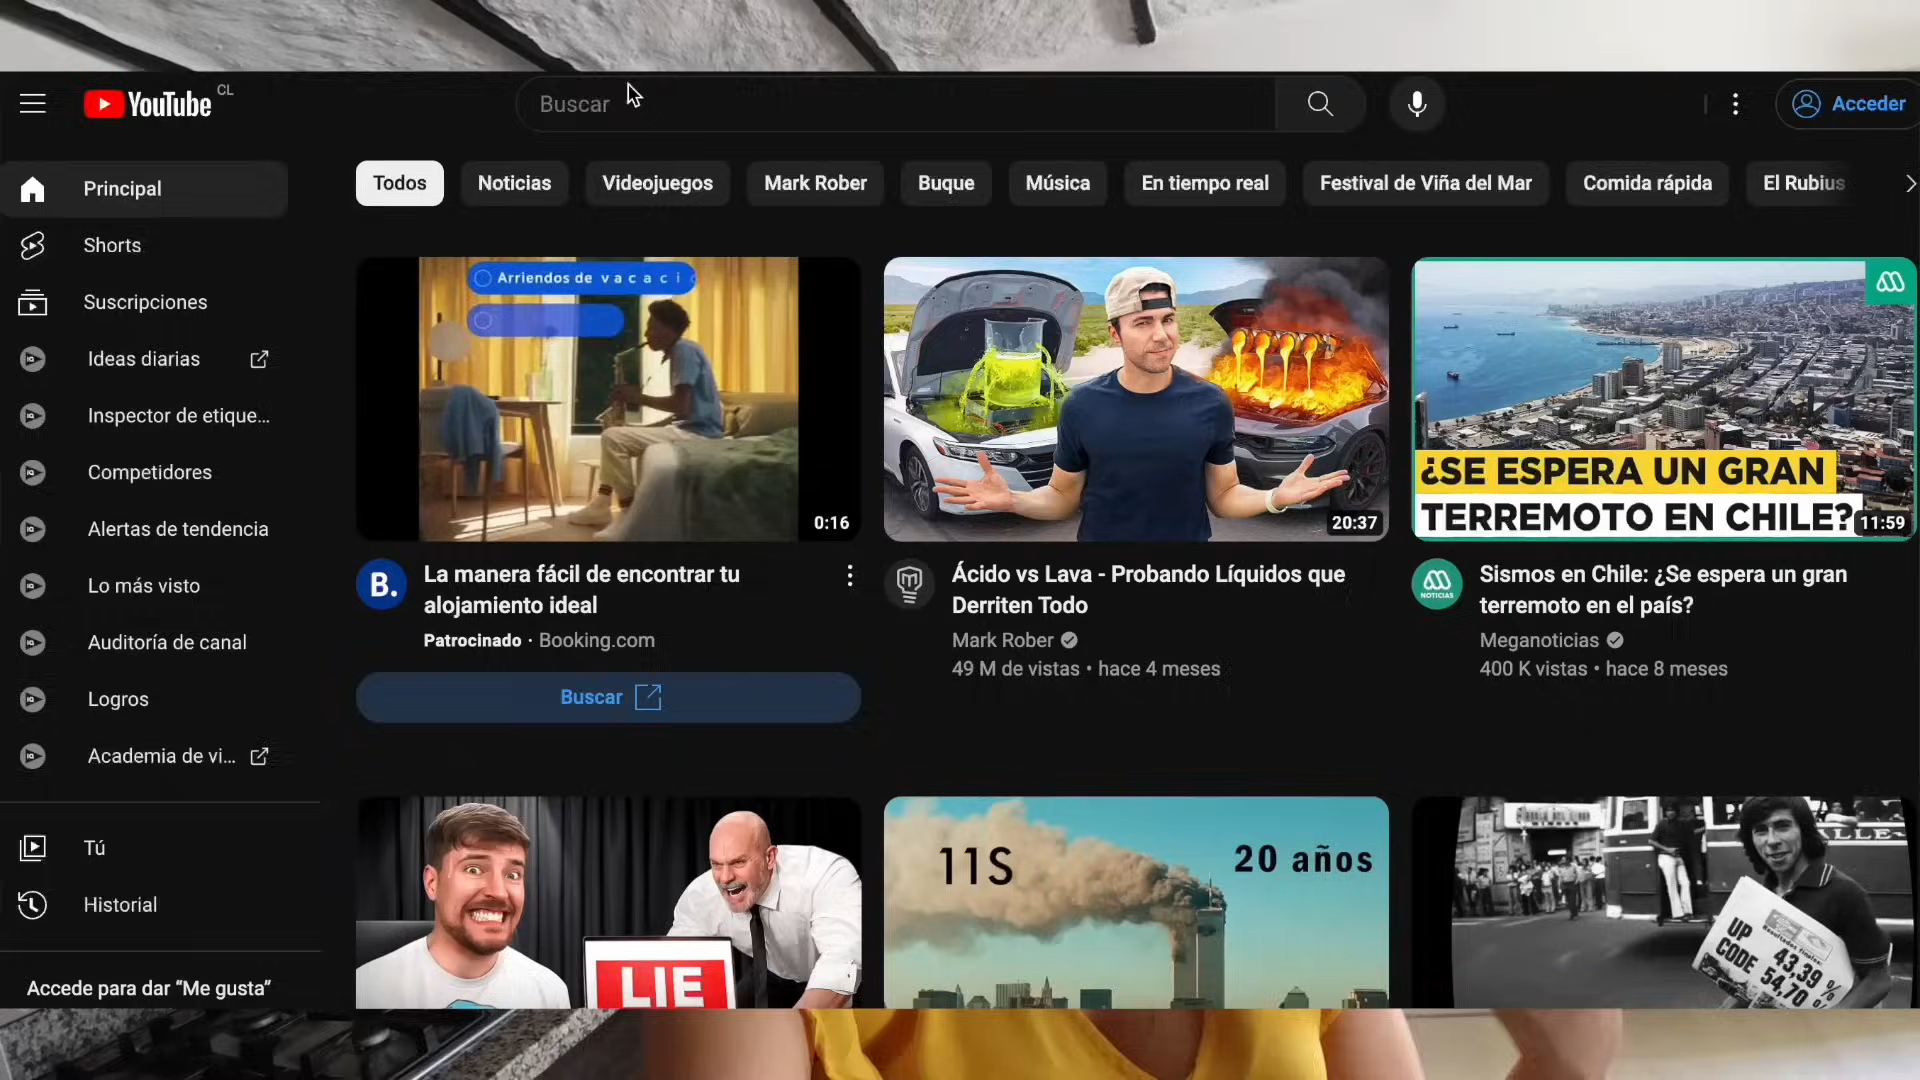 YouTube CL
Buscar
Acceder
Principal
Shorts
Suscripciones
Ideas diarias
Inspector de etique...
Competidores
Alertas de tendencia
Lo más visto
Auditoría de canal
Logros
Academia de vi...
Tú
Historial
Accede para dar “Me gusta”
Todos
Noticias
Videojuegos
Mark Rober
Buque
Música
En tiempo real
Festival de Viña del Mar
Comida rápida
El Rubius
Arriendos de vacaci
0:16
B.
La manera fácil de encontrar tu
alojamiento ideal
Patrocinado · Booking.com
Buscar
20:37
Ácido vs Lava - Probando Líquidos que
Derriten Todo
Mark Rober
49 M de vistas • hace 4 meses
¿SE ESPERA UN GRAN
TERREMOTO EN CHILE?
11:59
NOTICIAS
Sismos en Chile: ¿Se espera un gran
terremoto en el país?
Meganoticias
400 K vistas • hace 8 meses
LIE
11S
20 años
UP 43,39 %
CODE 54,70 %